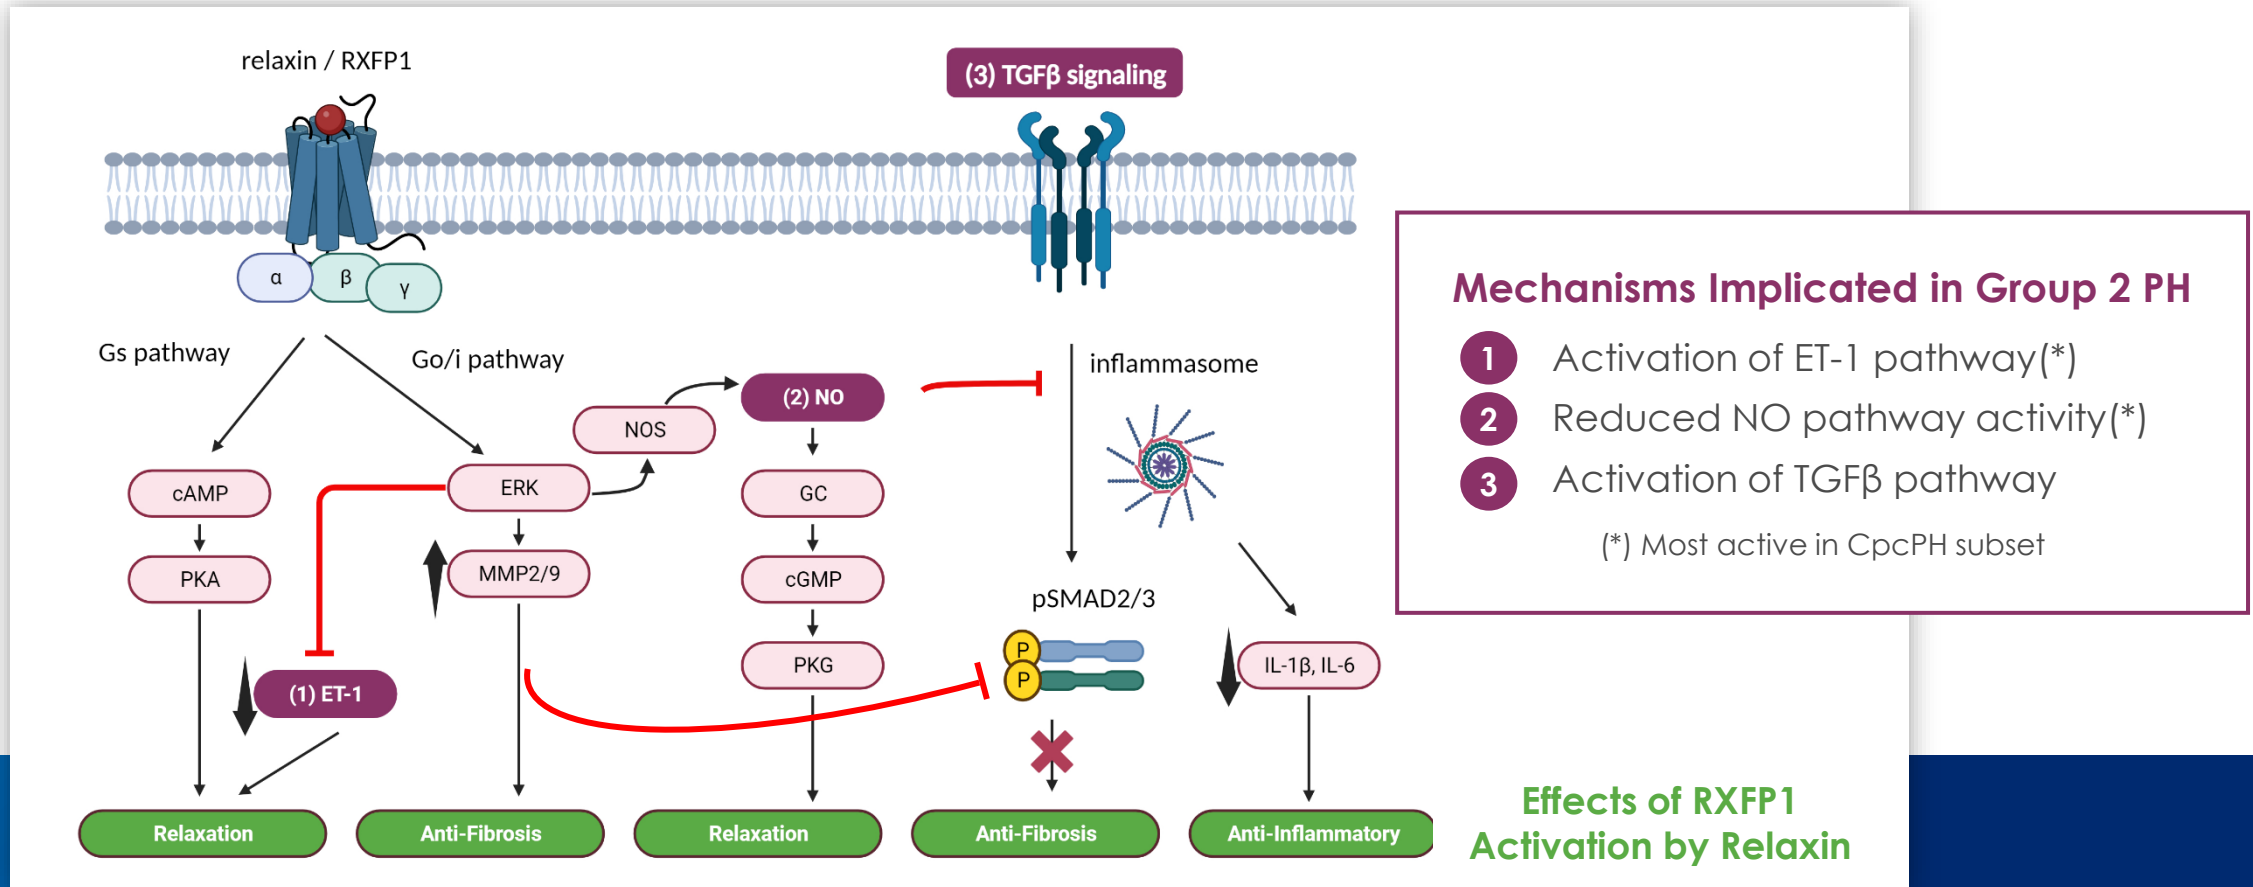 relaxin / RXFP1
(3) TGFβ signaling
α
β
γ
Gs pathway
Go/i pathway
inflammasome
(2) NO
NOS
cAMP
ERK
GC
PKA
MMP2/9
cGMP
pSMAD2/3
P
P
PKG
IL-1β, IL-6
(1) ET-1
Relaxation
Anti-Fibrosis
Relaxation
Anti-Fibrosis
Anti-Inflammatory
Mechanisms Implicated in Group 2 PH
1 Activation of ET-1 pathway(*)
2 Reduced NO pathway activity(*)
3 Activation of TGFβ pathway
(*) Most active in CpcPH subset
Effects of RXFP1
Activation by Relaxin